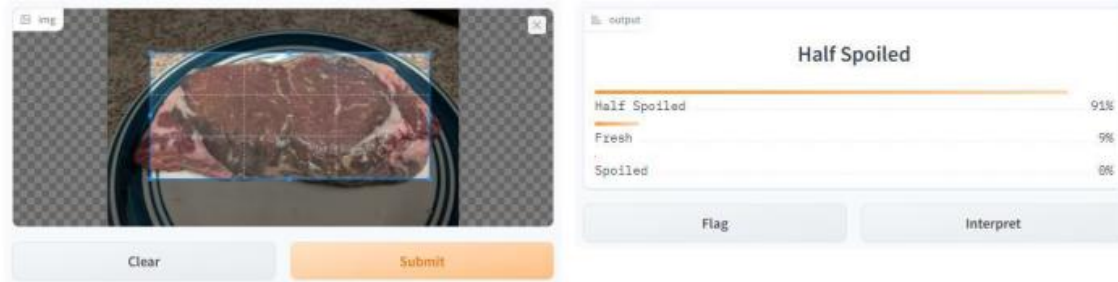 img
output
Half Spoiled
Half Spoiled 91%
Fresh 9%
Spoiled 0%
Flag
Interpret
Clear
Submit